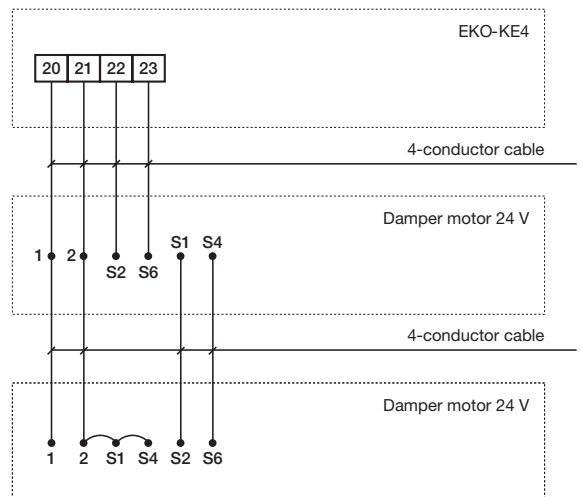 EKO-KE4
20 21 22 23
4-conductor cable
Damper motor 24 V
S1 S4
1 2
S2 S6
4-conductor cable
Damper motor 24 V
1 2 S1 S4 S2 S6